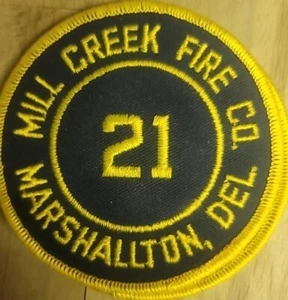 MILL CREEK FIRE CO.
21
MARSHALLTON, DEL.